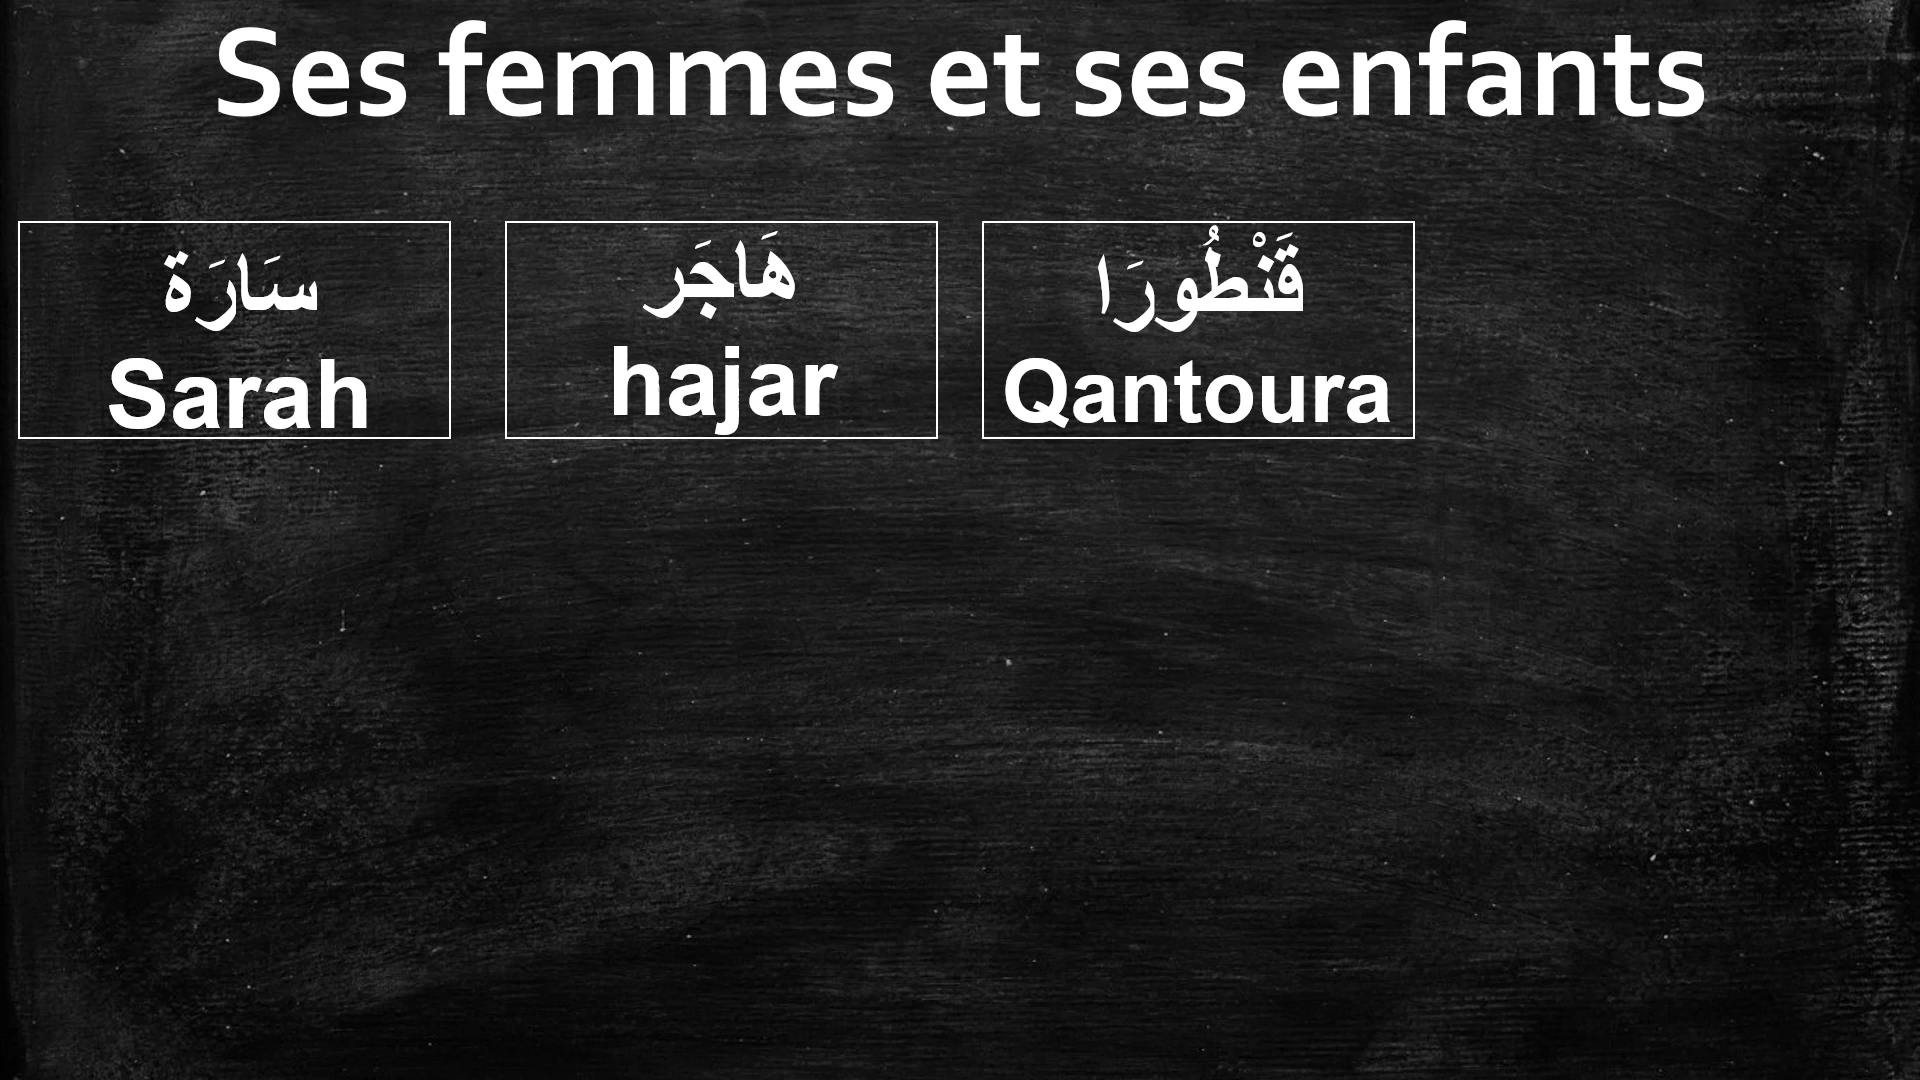 Ses femmes et ses enfants
سَارَة
Sarah
هَاجَر
hajar
قَنْطُورَا
Qantoura